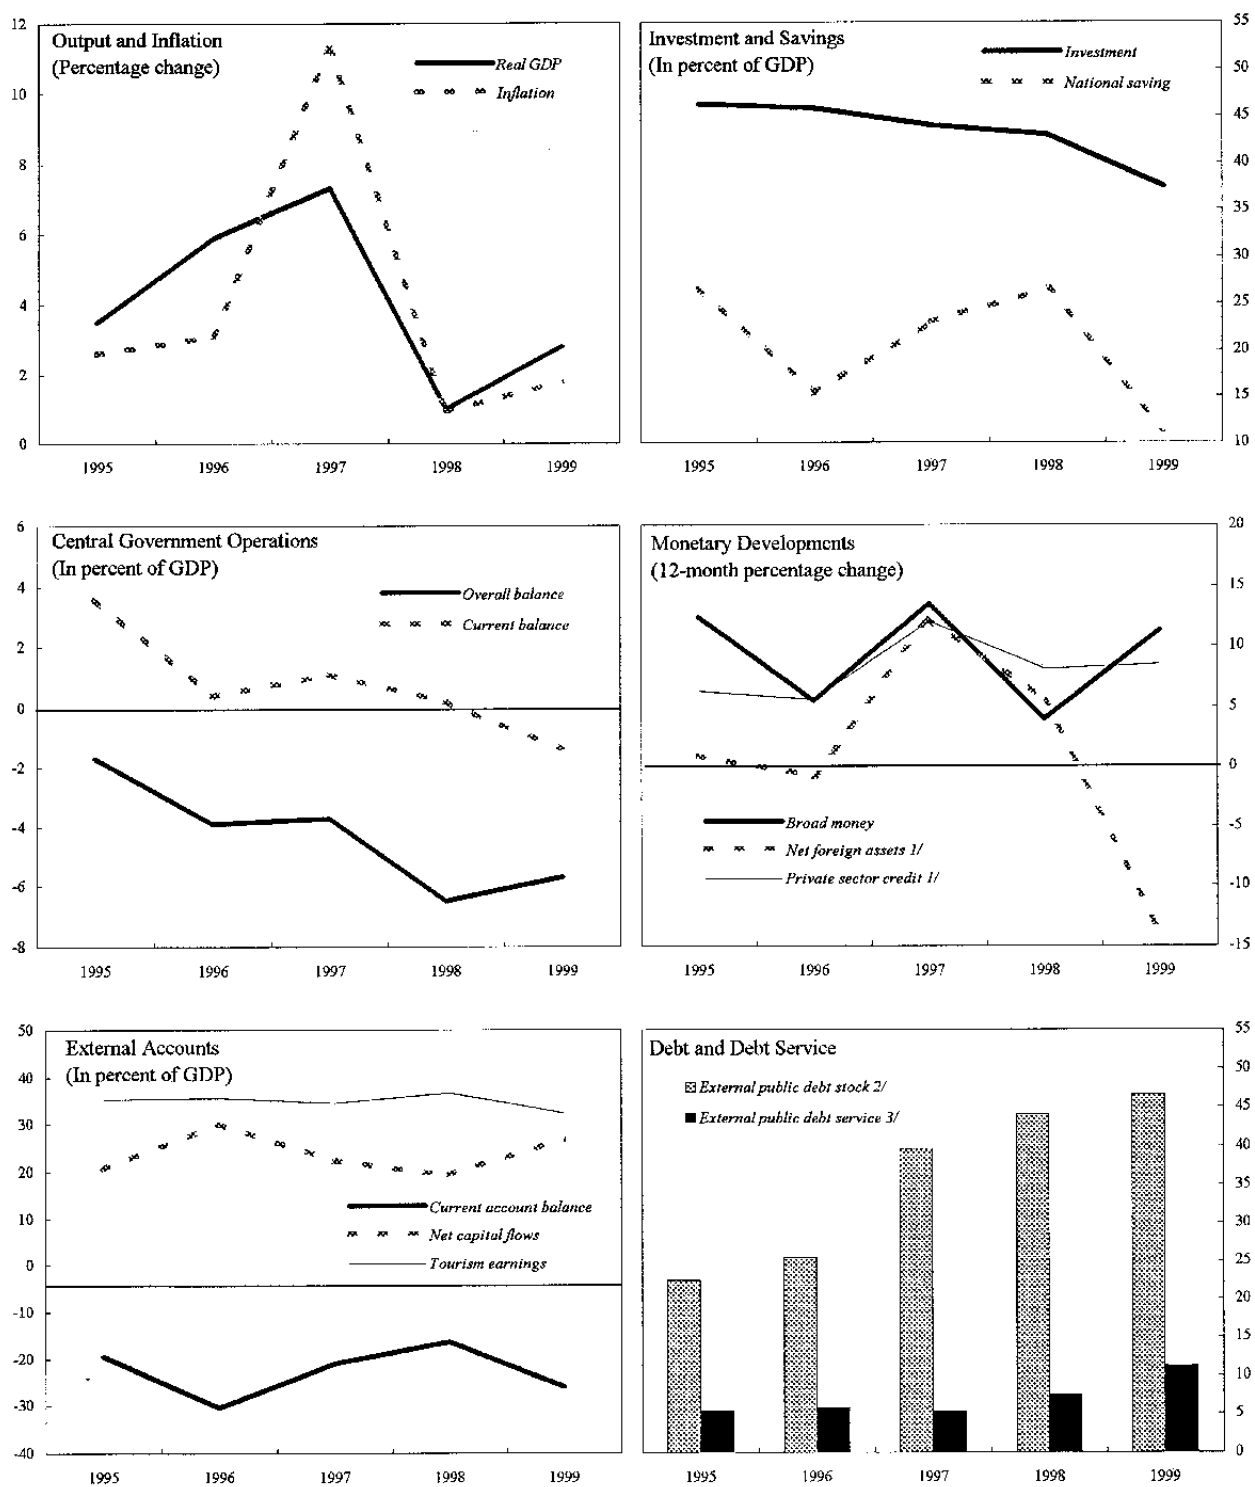 Output and Inflation
(Percentage change)
Real GDP
Inflation
12
10
8
6
4
2
0
1995 1996 1997 1998 1999
Investment and Savings
(In percent of GDP)
Investment
National saving
55
50
45
40
35
30
25
20
15
10
1995 1996 1997 1998 1999
Central Government Operations
(In percent of GDP)
Overall balance
Current balance
6
4
2
0
-2
-4
-6
-8
1995 1996 1997 1998 1999
Monetary Developments
(12-month percentage change)
Broad money
Net foreign assets 1/
Private sector credit 1/
20
15
10
5
0
-5
-10
-15
1995 1996 1997 1998 1999
External Accounts
(In percent of GDP)
Current account balance
Net capital flows
Tourism earnings
50
40
30
20
10
0
-10
-20
-30
-40
1995 1996 1997 1998 1999
Debt and Debt Service
External public debt stock 2/
External public debt service 3/
55
50
45
40
35
30
25
20
15
10
5
0
1995 1996 1997 1998 1999